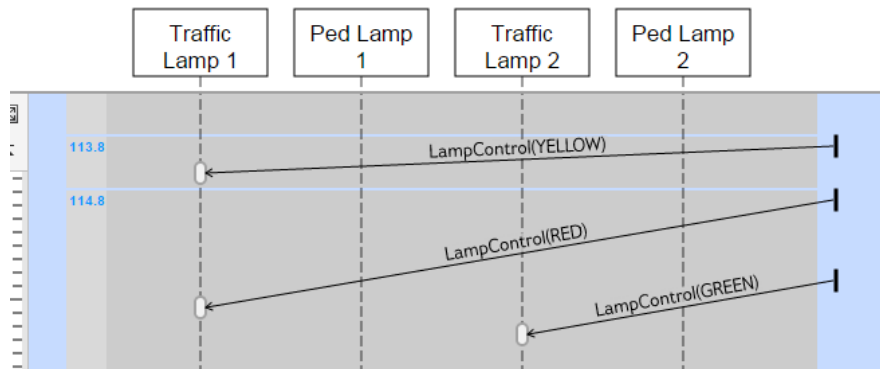 Traffic
Lamp 1
Ped Lamp
1
Traffic
Lamp 2
Ped Lamp
2
113.8
LampControl(YELLOW)
114.8
LampControl(RED)
LampControl(GREEN)